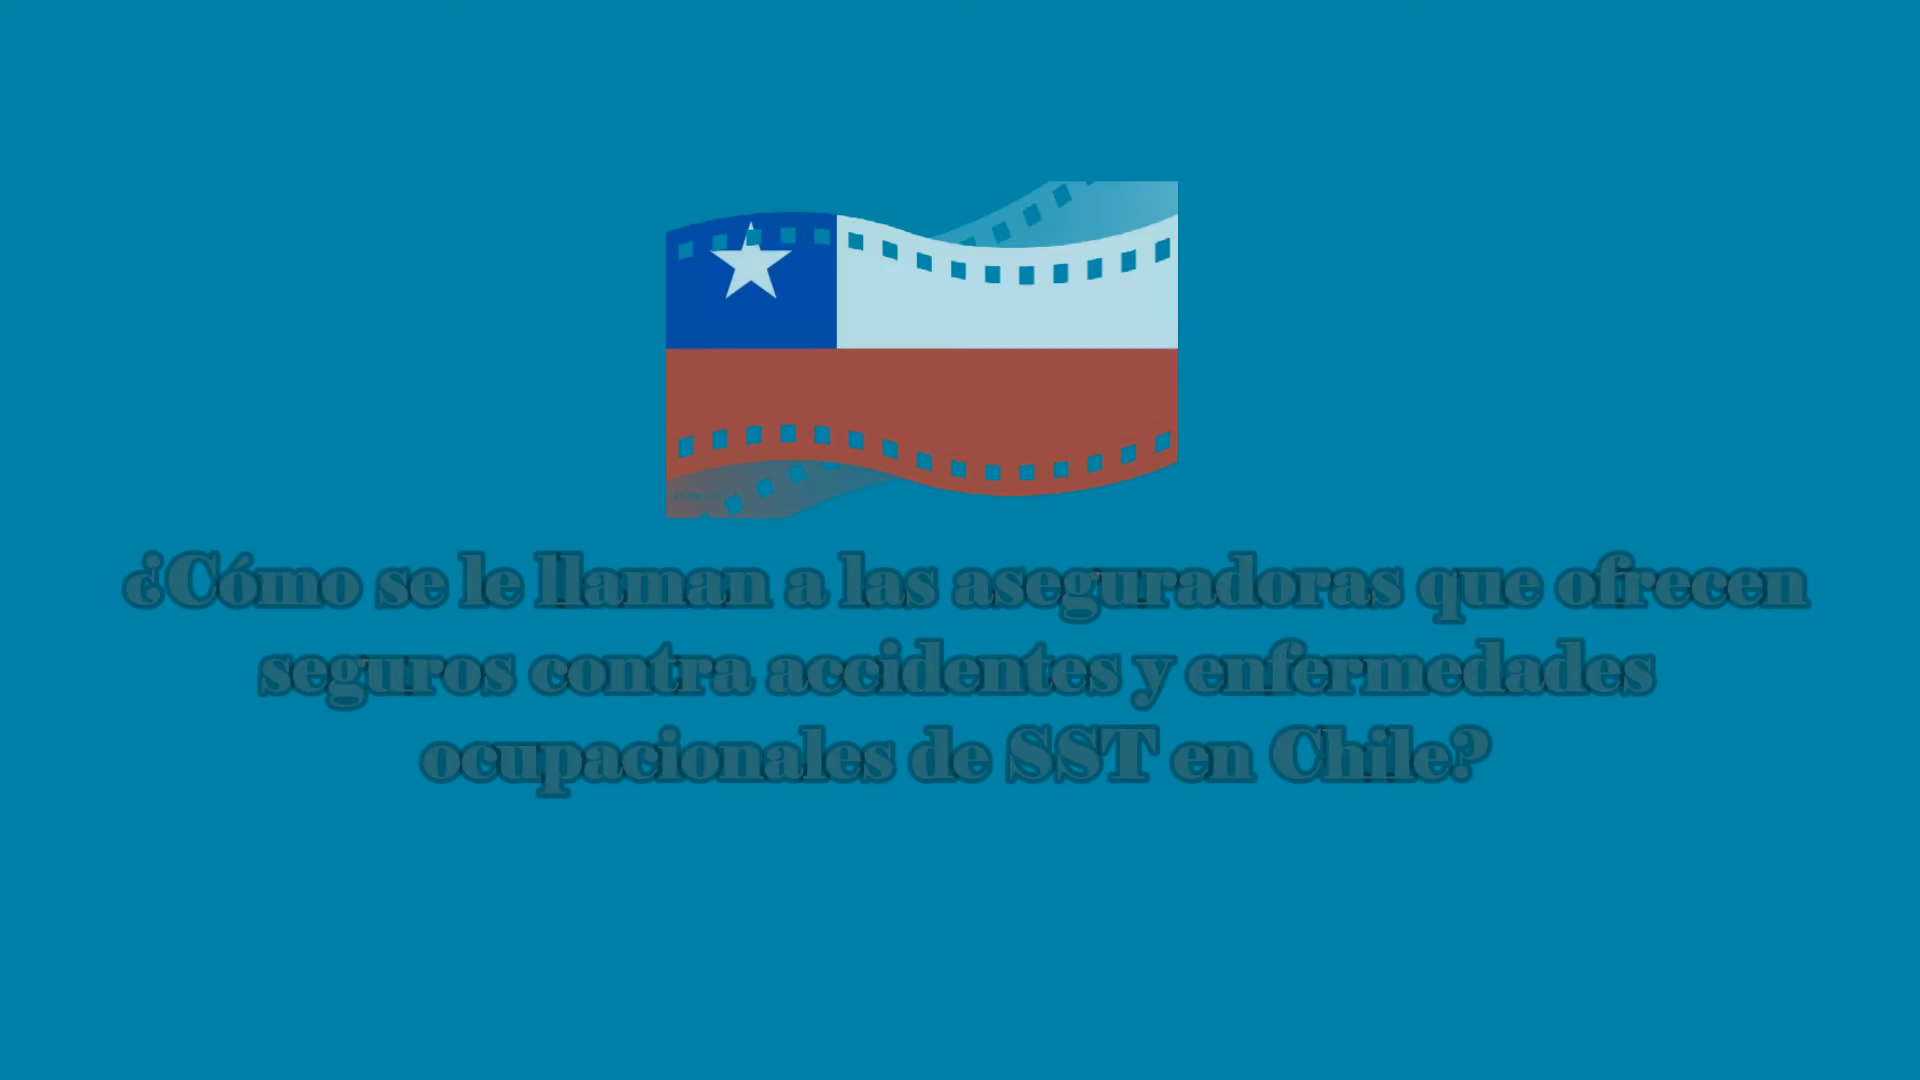 ¿Cómo se le llaman a las aseguradoras que ofrecen
seguros contra accidentes y enfermedades
ocupacionales de SST en Chile?